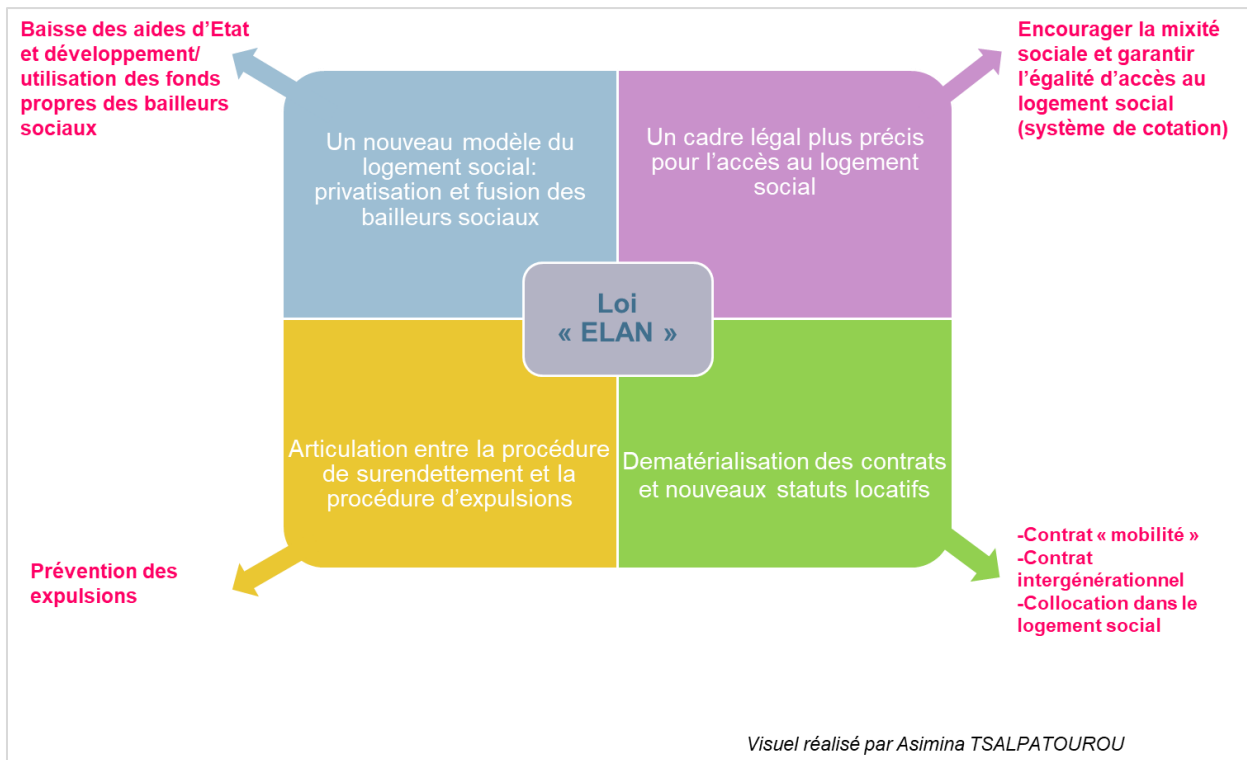 Baisse des aides d’Etat
et développement/
utilisation des fonds
propres des bailleurs
sociaux
Encourager la mixité
sociale et garantir
l’égalité d’accès au
logement social
(système de cotation)
Un nouveau modèle du
logement social:
privatisation et fusion des
bailleurs sociaux
Un cadre légal plus précis
pour l’accès au logement
social
Loi
« ELAN »
Articulation entre la procédure
de surendettement et la
procédure d’expulsions
Dematérialisation des contrats
et nouveaux statuts locatifs
Prévention des
expulsions
-Contrat « mobilité »
-Contrat
intergénérationnel
-Collocation dans le
logement social
Visuel réalisé par Asimina TSALPATOUROU